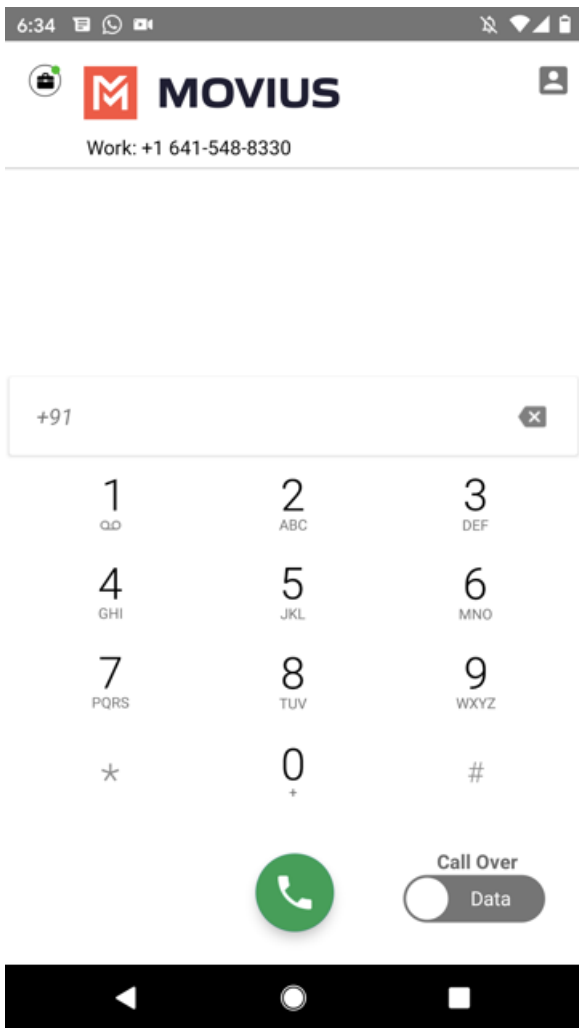 6:34
MOVIUS
Work: +1 641-548-8330
+91
1 2 3
ABC DEF
4 5 6
GHI JKL MNO
7 8 9
PQRS TUV WXYZ
* 0 #
+
Call Over
Data